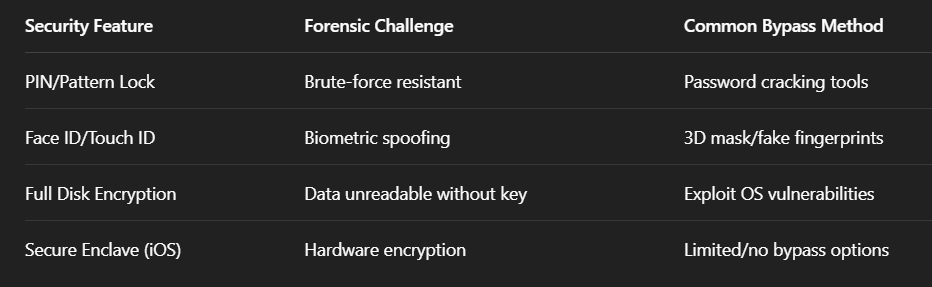 Security Feature Forensic Challenge Common Bypass Method
PIN/Pattern Lock Brute-force resistant Password cracking tools
Face ID/Touch ID Biometric spoofing 3D mask/fake fingerprints
Full Disk Encryption Data unreadable without key Exploit OS vulnerabilities
Secure Enclave (iOS) Hardware encryption Limited/no bypass options